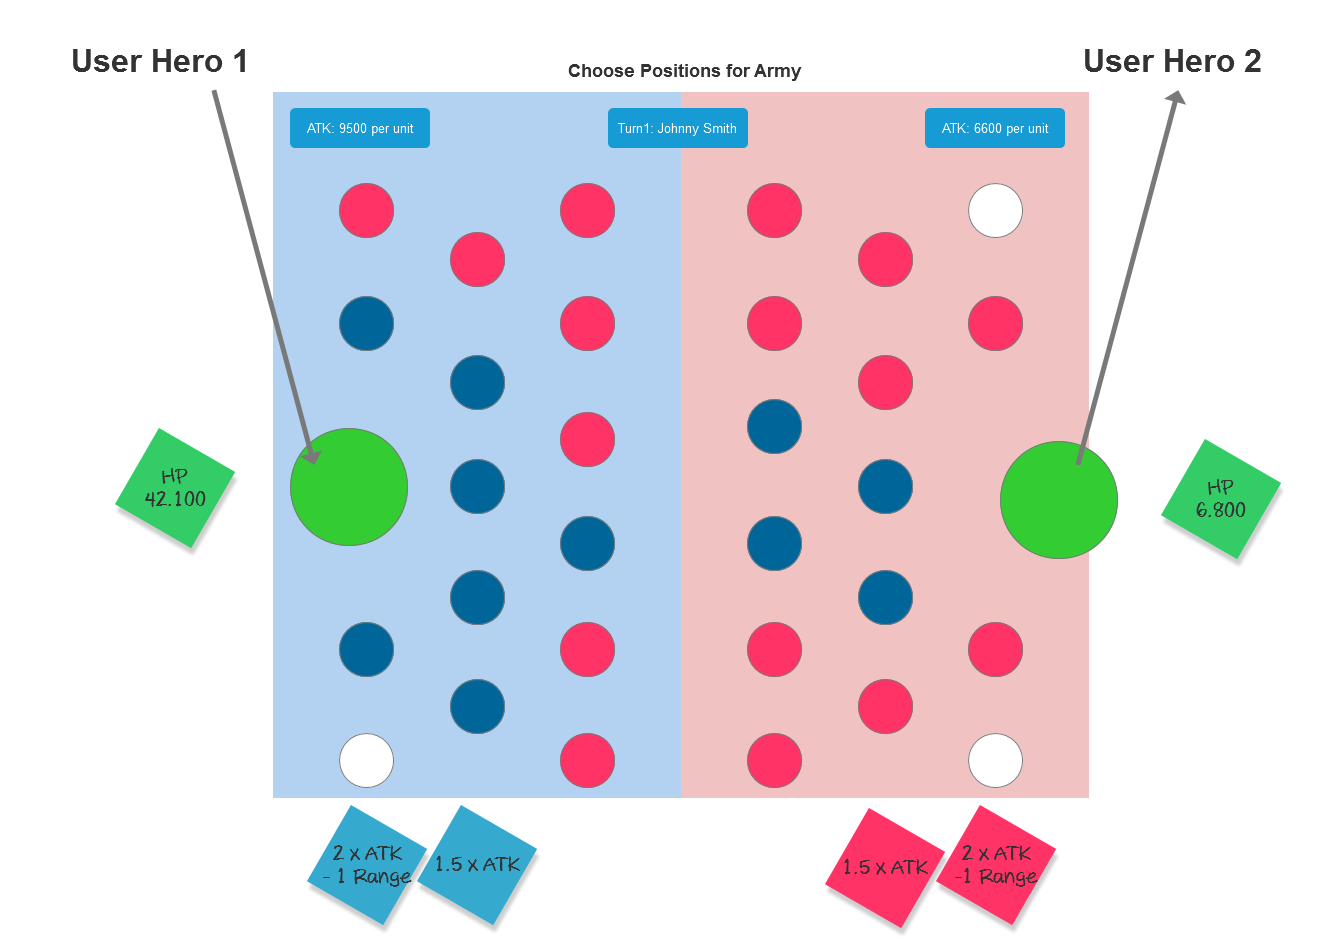 User Hero 1
User Hero 2
Choose Positions for Army
ATK: 9500 per unit
Turn1: Johnny Smith
ATK: 6600 per unit
HP
42.100
HP
6.800
2 x ATK
- 1 Range
1.5 x ATK
1.5 x ATK
2 x ATK
-1 Range